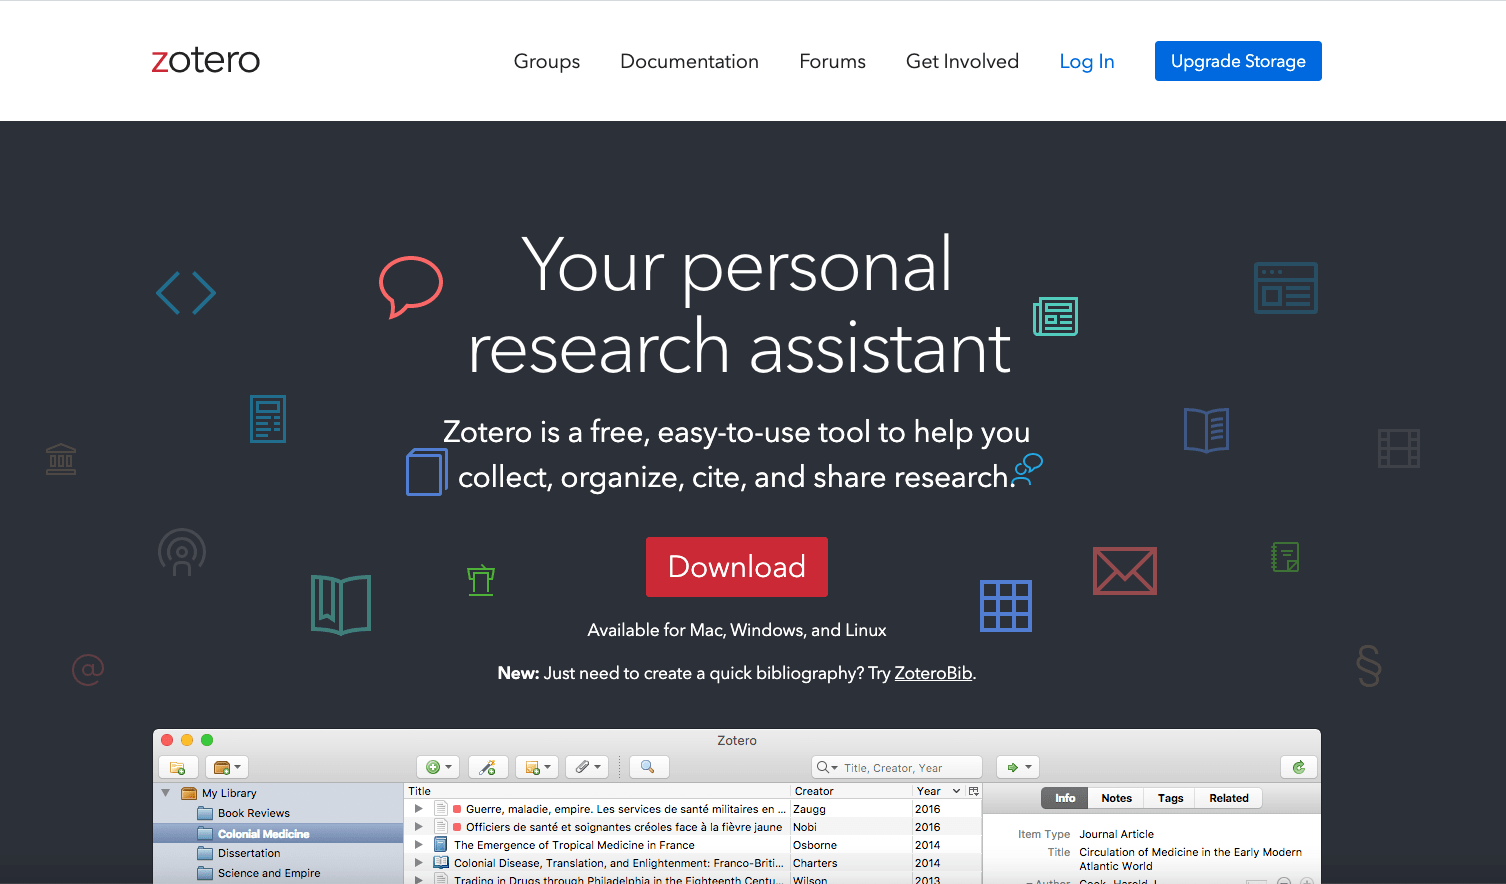 zotero
Groups
Documentation
Forums
Get Involved
Log In
Upgrade Storage
Your personal
research assistant
Zotero is a free, easy-to-use tool to help you
collect, organize, cite, and share research.
Download
Available for Mac, Windows, and Linux
New: Just need to create a quick bibliography? Try ZoteroBib.
Zotero
Title, Creator, Year
My Library
Book Reviews
Colonial Medicine
Dissertation
Science and Empire
Title Creator Year
Guerre, maladie, empire. Les services de santé militaires en ... Zaugg 2016
Officiers de santé et soignantes créoles face à la fièvre jaune Nobi 2016
The Emergence of Tropical Medicine in France Osborne 2014
Colonial Disease, Translation, and Enlightenment: Franco-Briti... Charters 2014
Trading in Drugs through Philadelphia in the Eighteenth Centu... Wilson 2013
Info Notes Tags Related
Item Type Journal Article
Title Circulation of Medicine in the Early Modern
Atlantic World
Author Cook, Harold J.